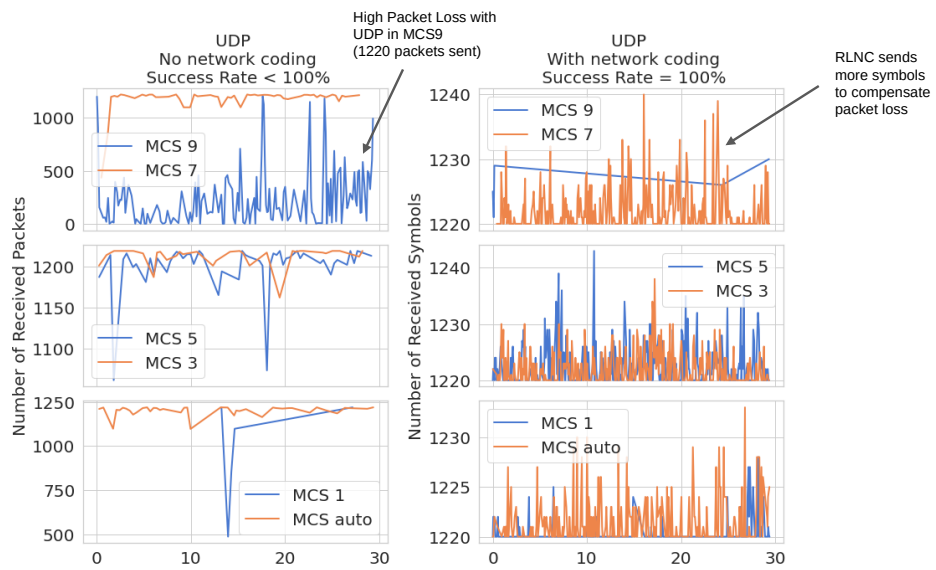 High Packet Loss with
UDP in MCS9
(1220 packets sent)
RLNC sends
more symbols
to compensate
packet loss
UDP
No network coding
Success Rate < 100%
Number of Received Packets
1000
500
0
MCS 9
MCS 7
1200
1150
1100
MCS 5
MCS 3
1250
1000
750
500
MCS 1
MCS auto
0
10
20
30
UDP
With network coding
Success Rate = 100%
Number of Received Symbols
1240
1230
1220
MCS 9
MCS 7
1240
1230
1220
MCS 5
MCS 3
1230
1225
1220
MCS 1
MCS auto
0
10
20
30